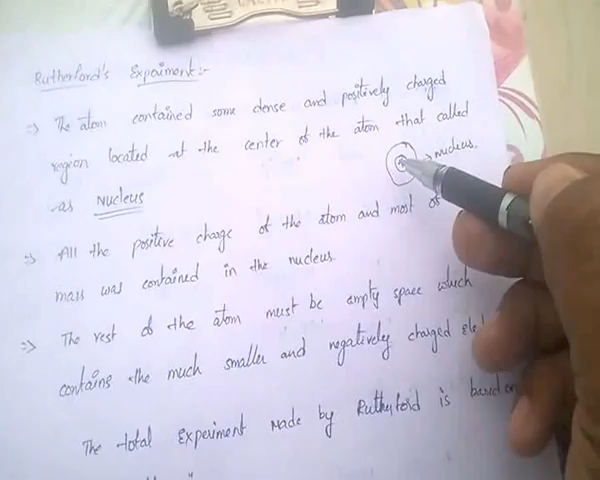 Rutherford's Expaiment:-
=> The atom contained some dense and positively charged
region located at the center of the atom that called
as Nucleus
→ nucleus.
=> All the positive charge of the atom and most of
mass was contained in the nucleus.
=> The rest of the atom must be empty space which
contains the much smaller and negatively charged
The total Experiment Made by Rutherford is based on